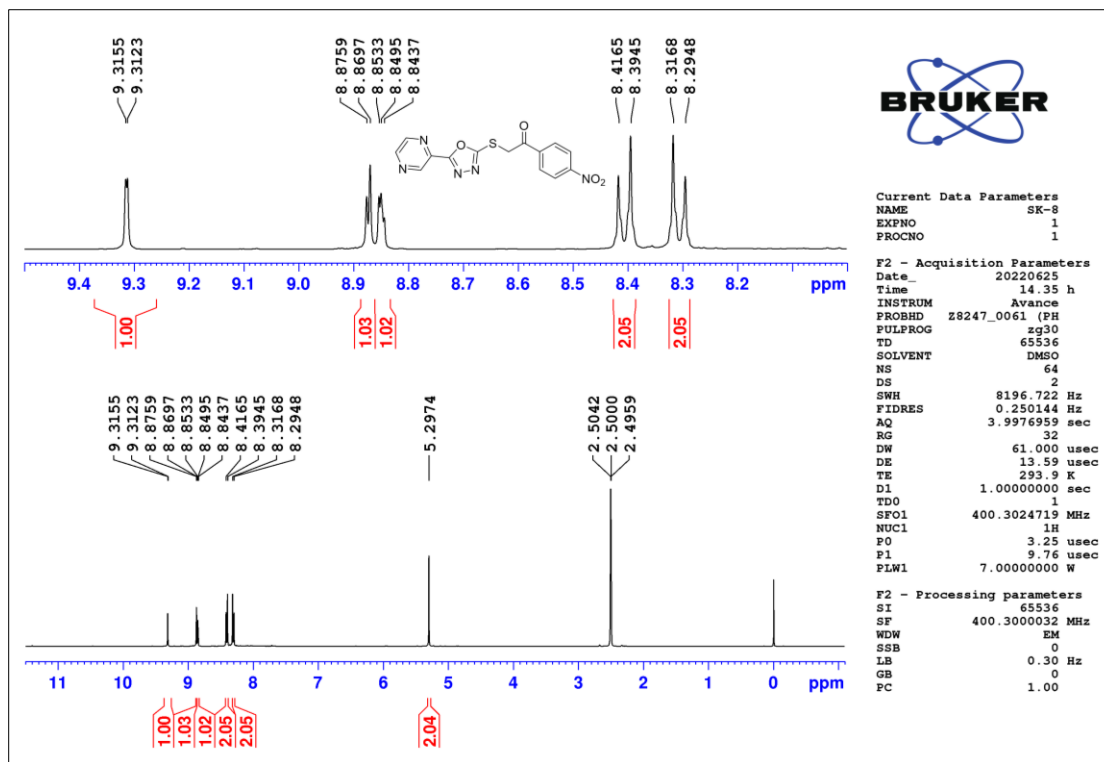 9.3155
9.3123
8.8759
8.8697
8.8533
8.8495
8.8437
8.4165
8.3945
8.3168
8.2948
N
N
O
N
N
S
O
NO2
9.4 9.3 9.2 9.1 9.0 8.9 8.8 8.7 8.6 8.5 8.4 8.3 8.2 ppm
1.00
1.03
1.02
2.05
2.05
9.3155
9.3123
8.8759
8.8697
8.8533
8.8495
8.8437
8.4165
8.3945
8.3168
8.2948
5.2974
2.5042
2.5000
2.4959
11 10 9 8 7 6 5 4 3 2 1 0 ppm
1.00
1.03
1.02
2.05
2.05
2.04
BRUKER
Current Data Parameters
NAME SK-8
EXPNO 1
PROCNO 1
F2 - Acquisition Parameters
Date_ 20220625
Time 14.35 h
INSTRUM Avance
PROBHD Z8247_0061 (PH
PULPROG zg30
TD 65536
SOLVENT DMSO
NS 64
DS 2
SWH 8196.722 Hz
FIDRES 0.250144 Hz
AQ 3.9976959 sec
RG 32
DW 61.000 usec
DE 13.59 usec
TE 293.9 K
D1 1.00000000 sec
TD0 1
SFO1 400.3024719 MHz
NUC1 1H
P0 3.25 usec
P1 9.76 usec
PLW1 7.00000000 W
F2 - Processing parameters
SI 65536
SF 400.3000032 MHz
WDW EM
SSB 0
LB 0.30 Hz
GB 0
PC 1.00